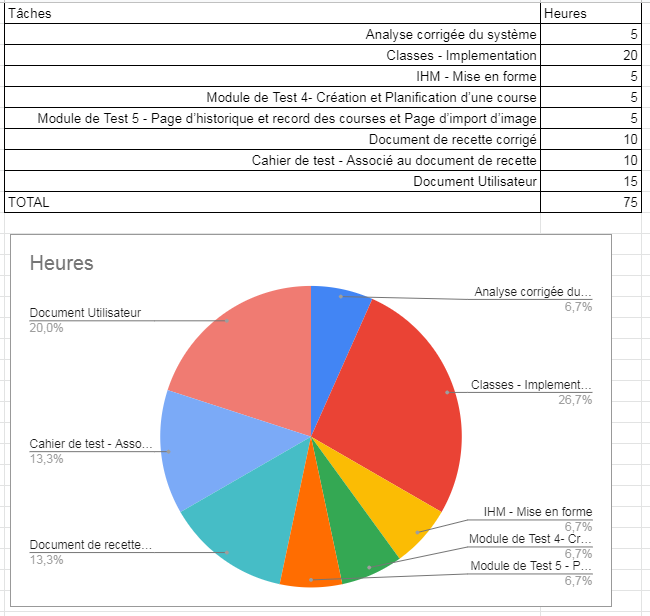 Tâches Heures
Analyse corrigée du système 5
Classes - Implementation 20
IHM - Mise en forme 5
Module de Test 4- Création et Planification d'une course 5
Module de Test 5 - Page d'historique et record des courses et Page d'import d'image 5
Document de recette corrigé 10
Cahier de test - Associé au document de recette 10
Document Utilisateur 15
TOTAL 75
Heures
Analyse corrigée du...
6,7%
Classes - Implement...
26,7%
IHM - Mise en forme
6,7%
Module de Test 4- Cr...
6,7%
Module de Test 5 - P...
6,7%
Document de recette...
13,3%
Cahier de test - Asso...
13,3%
Document Utilisateur
20,0%